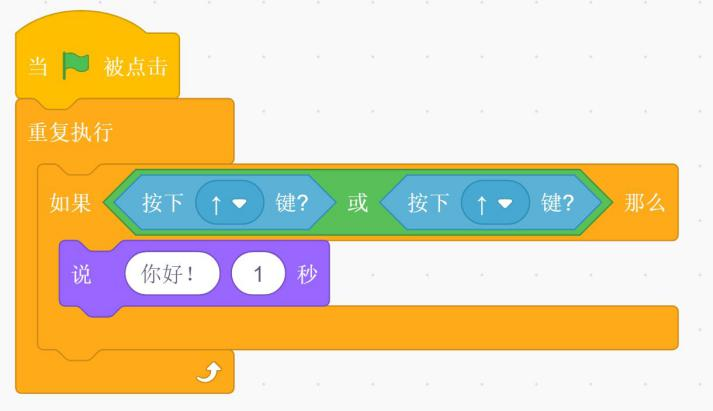 当 被点击
重复执行
如果 按下 ↑ 键? 或 按下 ↑ 键? 那么
说 你好! 1 秒